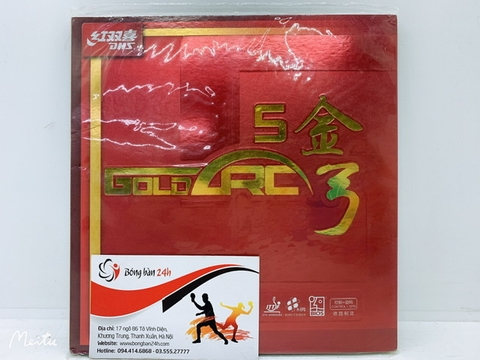 红双喜
DHS
5
金弓
GOLD ARC
Bóng bàn 24h
Địa chỉ: 17 ngõ 86 Tô Vĩnh Diện,
Khương Trung, Thanh Xuân, Hà Nội
Website: www.bongban24h.com
Hotline: 094.414.6868 - 03.555.27777
Meitu